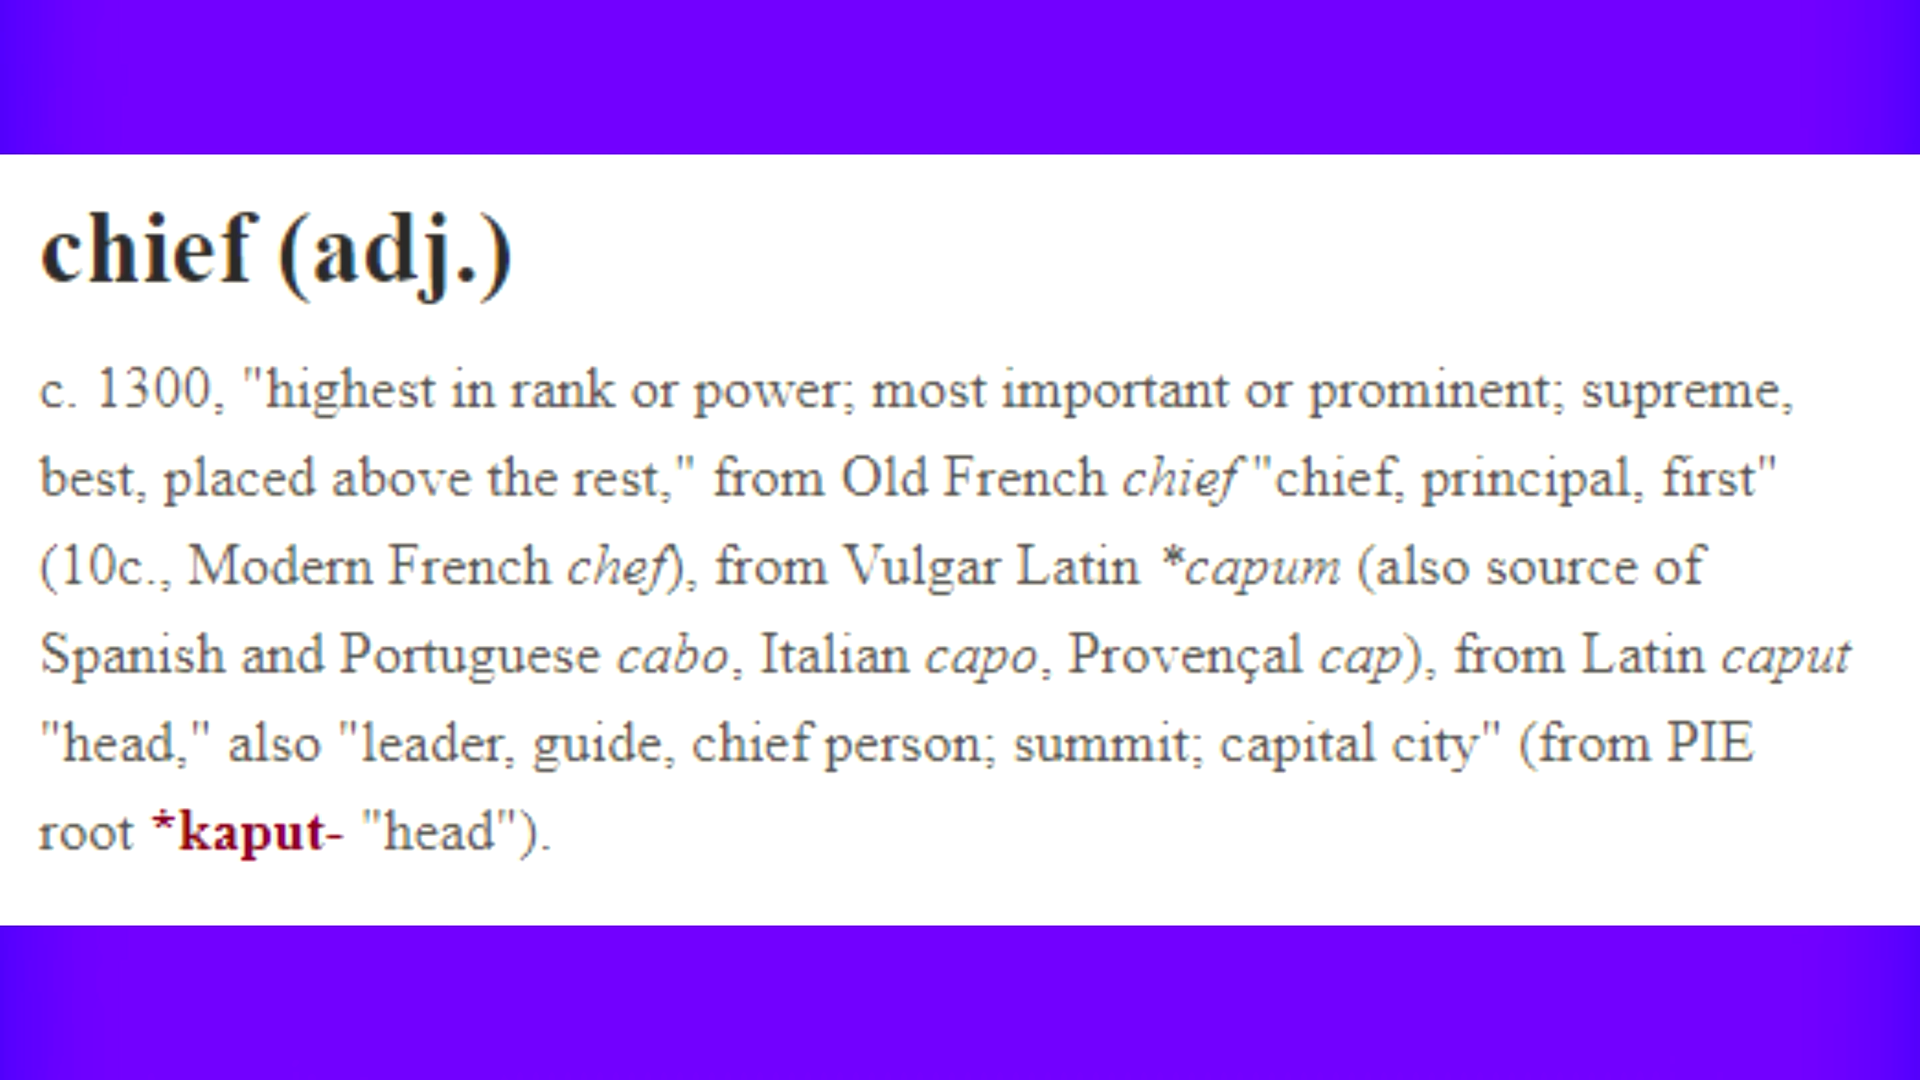 chief (adj.)
c. 1300, "highest in rank or power; most important or prominent; supreme,
best, placed above the rest," from Old French chief "chief, principal, first"
(10c., Modern French chef), from Vulgar Latin *capum (also source of
Spanish and Portuguese cabo, Italian capo, Provençal cap), from Latin caput
"head," also "leader, guide, chief person; summit; capital city" (from PIE
root *kaput- "head").